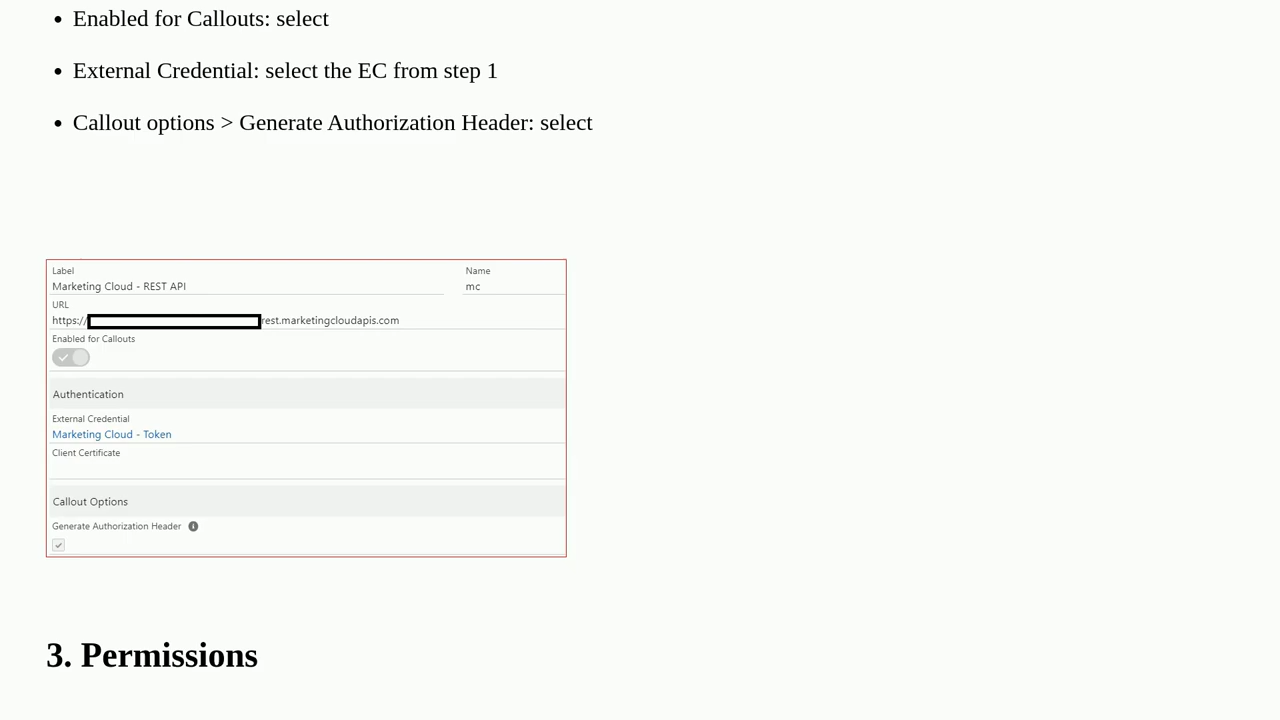 Enabled for Callouts: select
External Credential: select the EC from step 1
Callout options > Generate Authorization Header: select
Label
Name
Marketing Cloud - REST API
mc
URL
https://
rest.marketingcloudapis.com
Enabled for Callouts
Authentication
External Credential
Marketing Cloud - Token
Client Certificate
Callout Options
Generate Authorization Header
3. Permissions